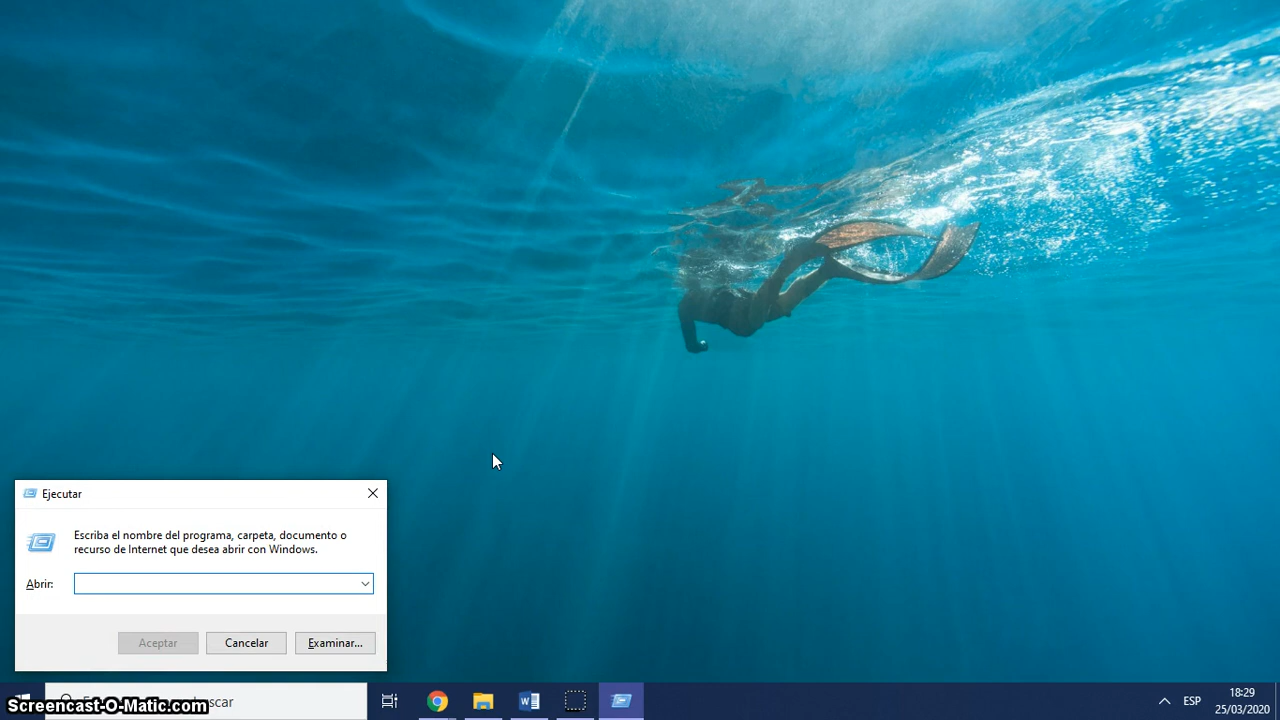 Ejecutar
Escriba el nombre del programa, carpeta, documento o
recurso de Internet que desea abrir con Windows.
Abrir:
Aceptar
Cancelar
Examinar...
Screencast-O-Matic.com
ESP
18:29
25/03/2020